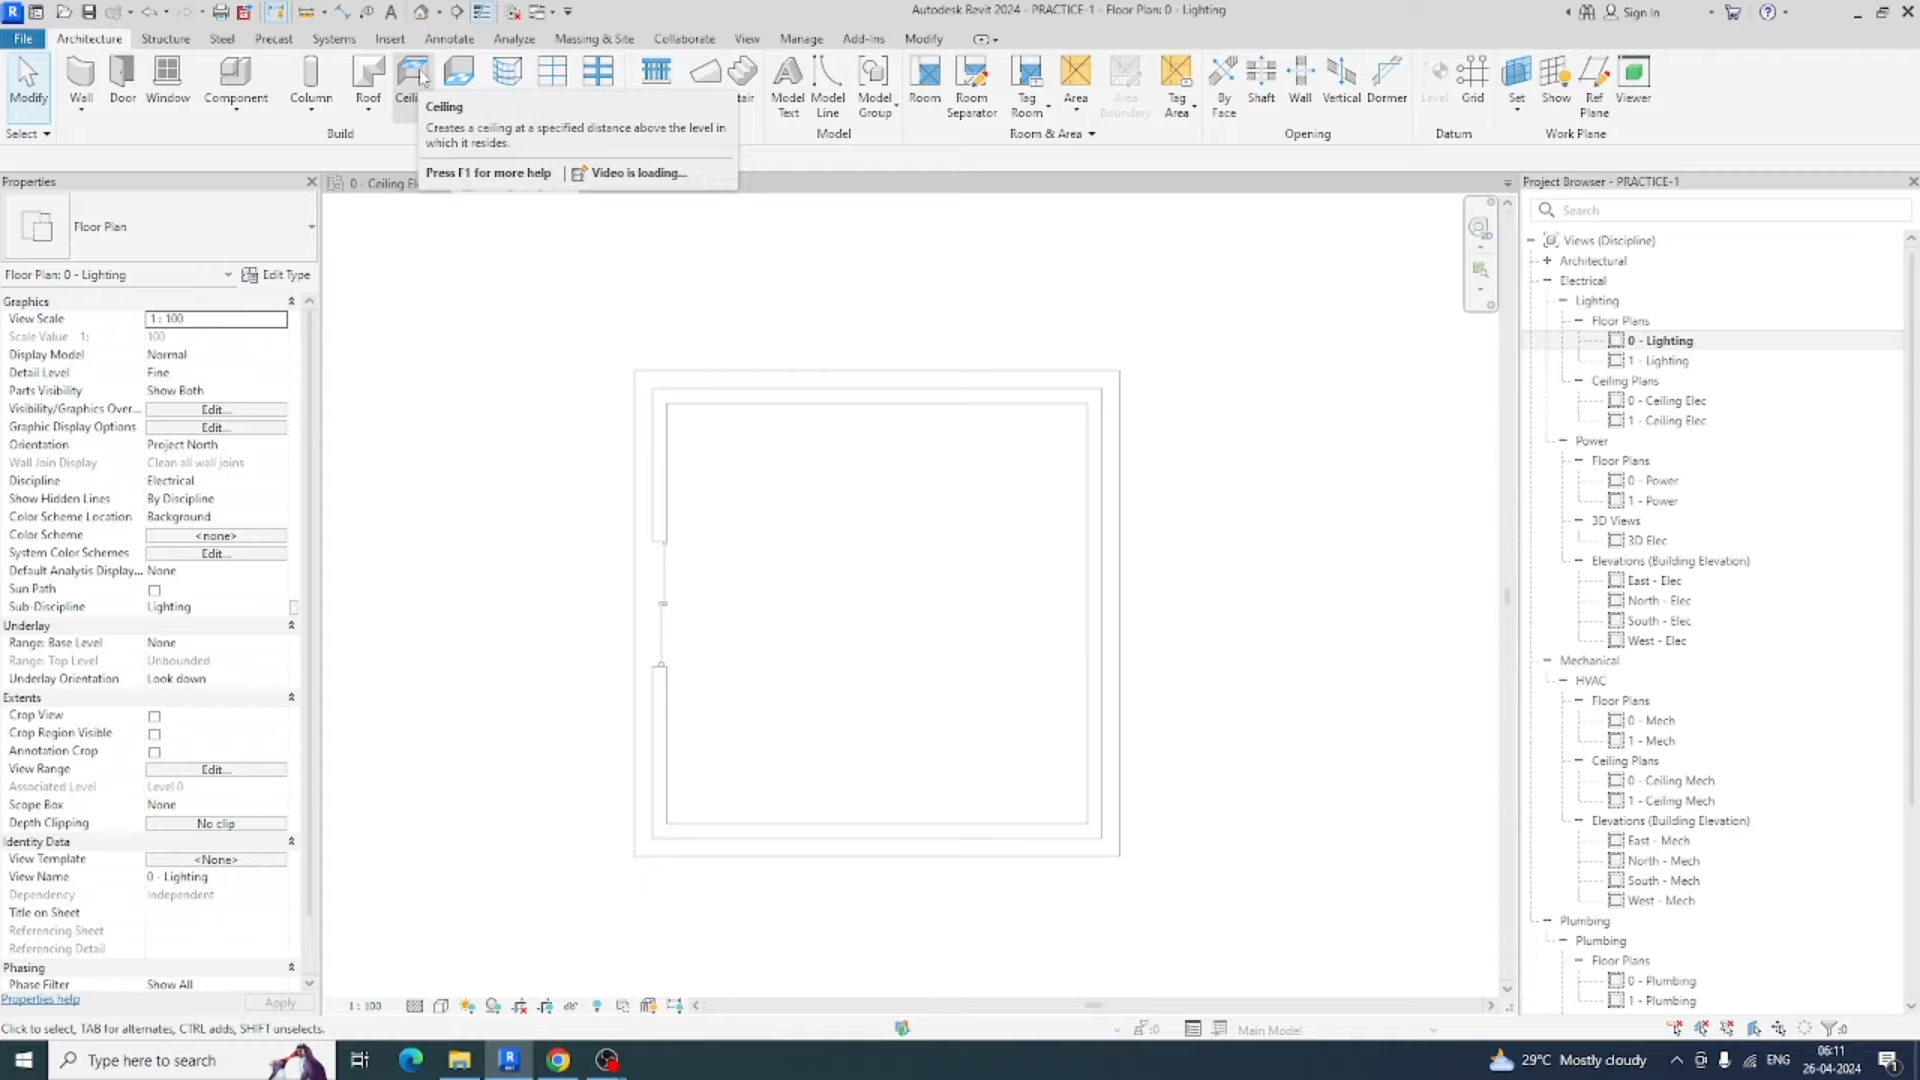 Autodesk Revit 2024 - PRACTICE-1 - Floor Plan: 0 - Lighting
Sign In
File
Architecture
Structure
Steel
Precast
Systems
Insert
Annotate
Analyze
Massing & Site
Collaborate
View
Manage
Add-Ins
Modify
Modify
Wall
Door
Window
Component
Column
Roof
Model Text
Model Line
Model Group
Room
Room Separator
Tag Room
Area
Area Boundary
Tag Area
By Face
Shaft
Wall
Vertical
Dormer
Level
Grid
Set
Show
Ref Plane
Viewer
Select
Build
Model
Room & Area
Opening
Datum
Work Plane
Ceiling
Creates a ceiling at a specified distance above the level in
which it resides.
Press F1 for more help
Video is loading...
Properties
Floor Plan
Floor Plan: 0 - Lighting
Edit Type
Graphics
View Scale 1 : 100
Scale Value 1: 100
Display Model Normal
Detail Level Fine
Parts Visibility Show Both
Visibility/Graphics Over... Edit...
Graphic Display Options Edit...
Orientation Project North
Wall Join Display Clean all wall joins
Discipline Electrical
Show Hidden Lines By Discipline
Color Scheme Location Background
Color Scheme <none>
System Color Schemes Edit...
Default Analysis Display... None
Sun Path
Sub-Discipline Lighting
Underlay
Range: Base Level None
Range: Top Level Unbounded
Underlay Orientation Look down
Extents
Crop View
Crop Region Visible
Annotation Crop
View Range Edit...
Associated Level Level 0
Scope Box None
Depth Clipping No clip
Identity Data
View Template <None>
View Name 0 - Lighting
Dependency Independent
Title on Sheet
Referencing Sheet
Referencing Detail
Phasing
Phase Filter Show All
Properties help
Apply
1 : 100
Project Browser - PRACTICE-1
Search
Views (Discipline)
Architectural
Electrical
Lighting
Floor Plans
0 - Lighting
1 - Lighting
Ceiling Plans
0 - Ceiling Elec
1 - Ceiling Elec
Power
Floor Plans
0 - Power
1 - Power
3D Views
3D Elec
Elevations (Building Elevation)
East - Elec
North - Elec
South - Elec
West - Elec
Mechanical
HVAC
Floor Plans
0 - Mech
1 - Mech
Ceiling Plans
0 - Ceiling Mech
1 - Ceiling Mech
Elevations (Building Elevation)
East - Mech
North - Mech
South - Mech
West - Mech
Plumbing
Plumbing
Floor Plans
0 - Plumbing
1 - Plumbing
Click to select, TAB for alternates, CTRL adds, SHIFT unselects.
:0
Main Model
:0
Type here to search
29°C Mostly cloudy
ENG
06:11
26-04-2024